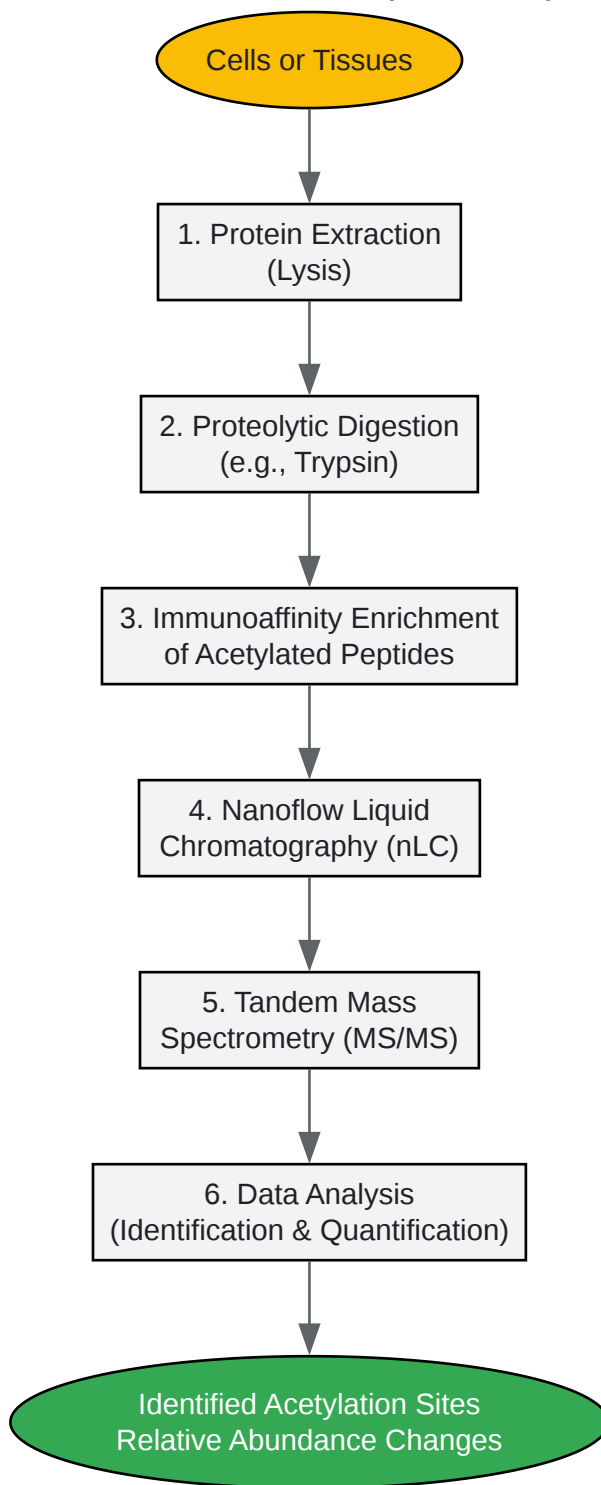 Cells or Tissues
1. Protein Extraction
(Lysis)
2. Proteolytic Digestion
(e.g., Trypsin)
3. Immunoaffinity Enrichment
of Acetylated Peptides
4. Nanoflow Liquid
Chromatography (nLC)
5. Tandem Mass
Spectrometry (MS/MS)
6. Data Analysis
(Identification & Quantification)
Identified Acetylation Sites
Relative Abundance Changes